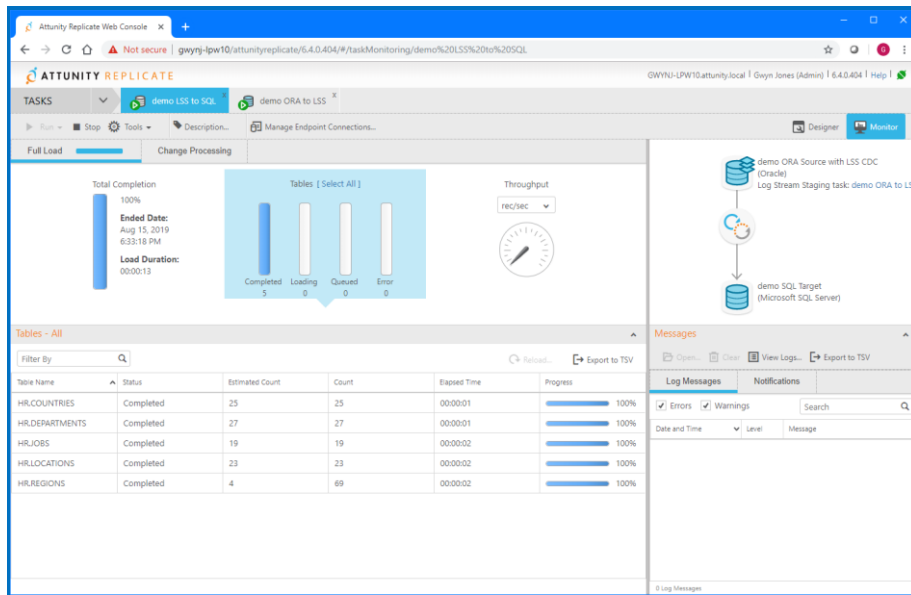 Attunity Replicate Web Console
Not secure | gwynj-lpw10/attunityreplicate/6.4.0.404/#/taskMonitoring/demo%20LSS%20to%20SQL
G
ATTUNITY REPLICATE
GWYNJ-LPW10.attunity.local | Gwyn Jones (Admin) | 6.4.0.404 | Help |
TASKS
demo LSS to SQL
demo ORA to LSS
Run
Stop
Tools
Description...
Manage Endpoint Connections...
Designer
Monitor
Full Load
Change Processing
Total Completion
100%
Ended Date:
Aug 15, 2019
6:33:18 PM
Load Duration:
00:00:13
Tables [ Select All ]
Completed Loading Queued Error
5 0 0 0
Throughput
rec/sec
demo ORA Source with LSS CDC
(Oracle)
Log Stream Staging task: demo ORA to LS
demo SQL Target
(Microsoft SQL Server)
Tables - All
Filter By
Reload...
Export to TSV
Table Name Status Estimated Count Count Elapsed Time Progress
HR.COUNTRIES Completed 25 25 00:00:01 100%
HR.DEPARTMENTS Completed 27 27 00:00:01 100%
HR.JOBS Completed 19 19 00:00:02 100%
HR.LOCATIONS Completed 23 23 00:00:02 100%
HR.REGIONS Completed 4 69 00:00:02 100%
Messages
Open... Clear View Logs... Export to TSV
Log Messages Notifications
Errors Warnings Search
Date and Time Level Message
0 Log Messages